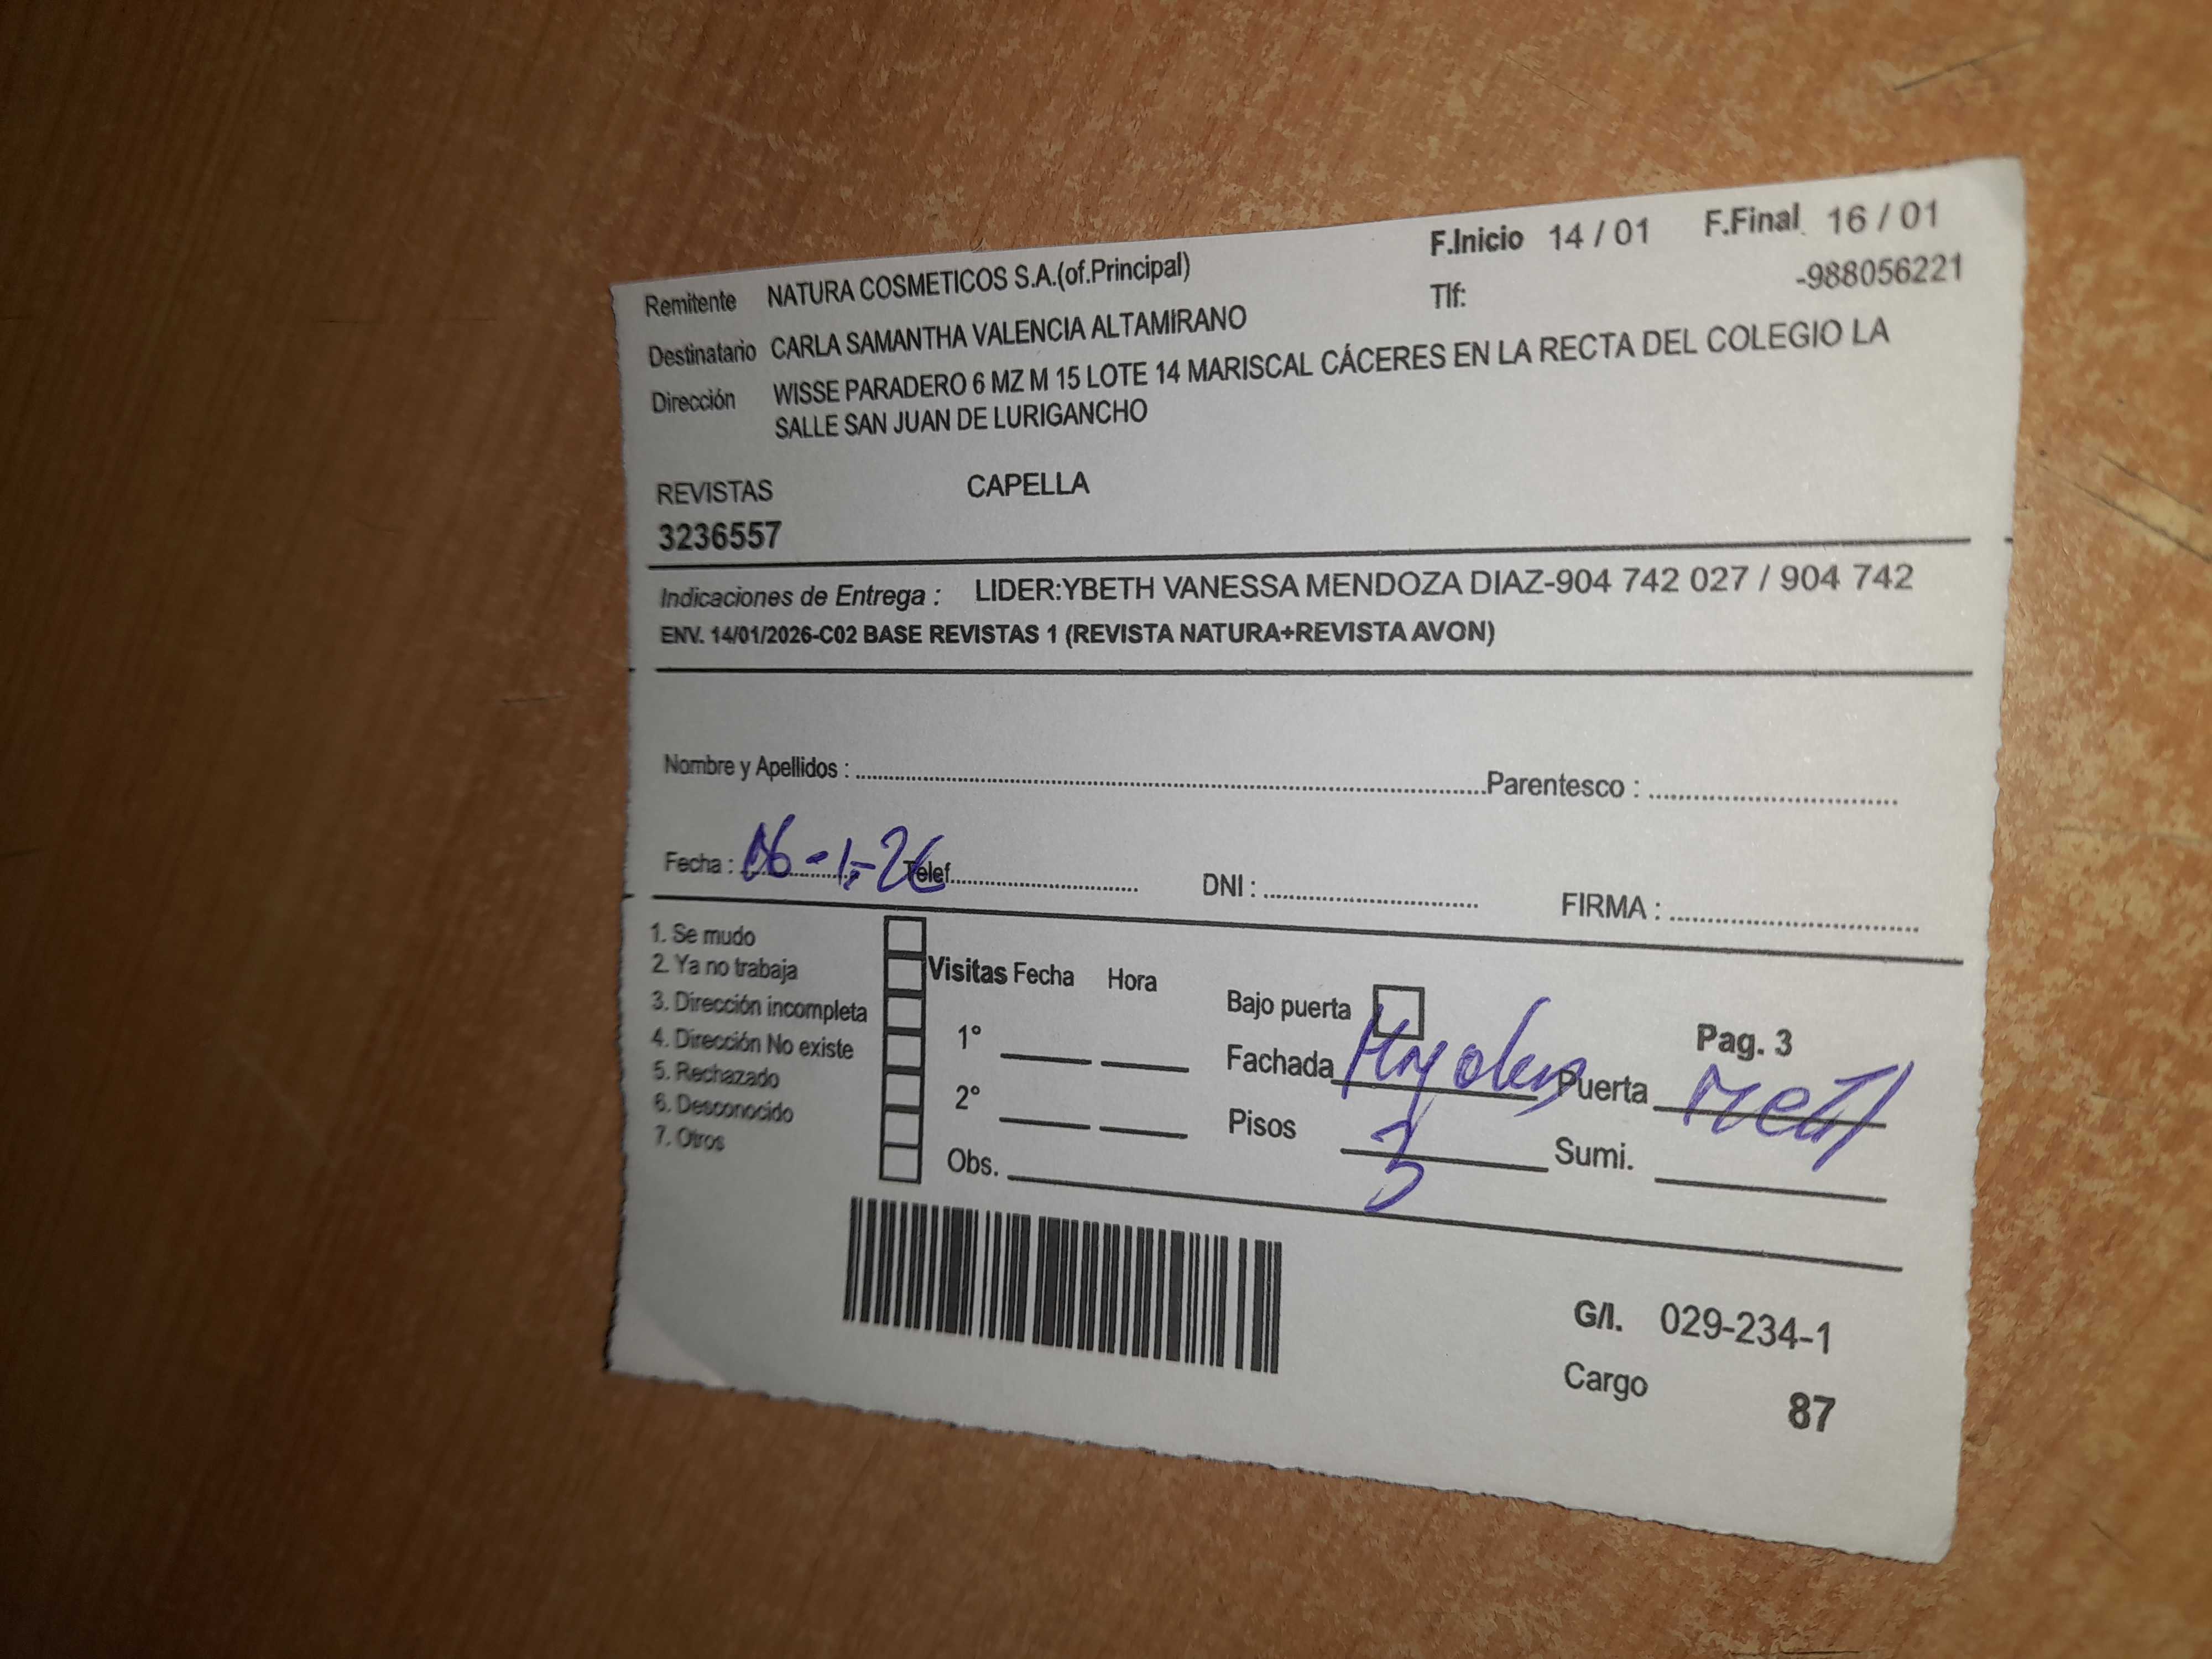 F.Inicio 14 / 01 F.Final 16 / 01
Remitente NATURA COSMETICOS S.A.(of.Principal)
Tlf: -988056221
Destinatario CARLA SAMANTHA VALENCIA ALTAMIRANO
Dirección WISSE PARADERO 6 MZ M 15 LOTE 14 MARISCAL CÁCERES EN LA RECTA DEL COLEGIO LA
SALLE SAN JUAN DE LURIGANCHO
REVISTAS CAPELLA
3236557
Indicaciones de Entrega : LIDER:YBETH VANESSA MENDOZA DIAZ-904 742 027 / 904 742
ENV. 14/01/2026-C02 BASE REVISTAS 1 (REVISTA NATURA+REVISTA AVON)
Nombre y Apellidos : Parentesco :
Fecha : Telef. DNI : FIRMA :
1. Se mudo
2. Ya no trabaja
3. Dirección incompleta
4. Dirección No existe
5. Rechazado
6. Desconocido
7. Otros
Visitas Fecha Hora
1°
2°
Obs.
Bajo puerta
Pag. 3
Fachada Puerta
Pisos 3 Sumi.
G/I. 029-234-1
Cargo 87